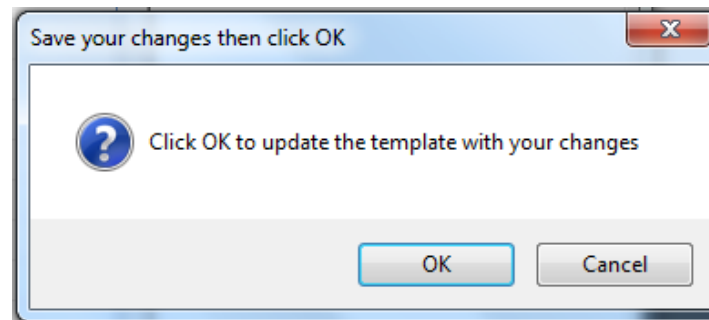 Save your changes then click OK
Click OK to update the template with your changes
OK
Cancel